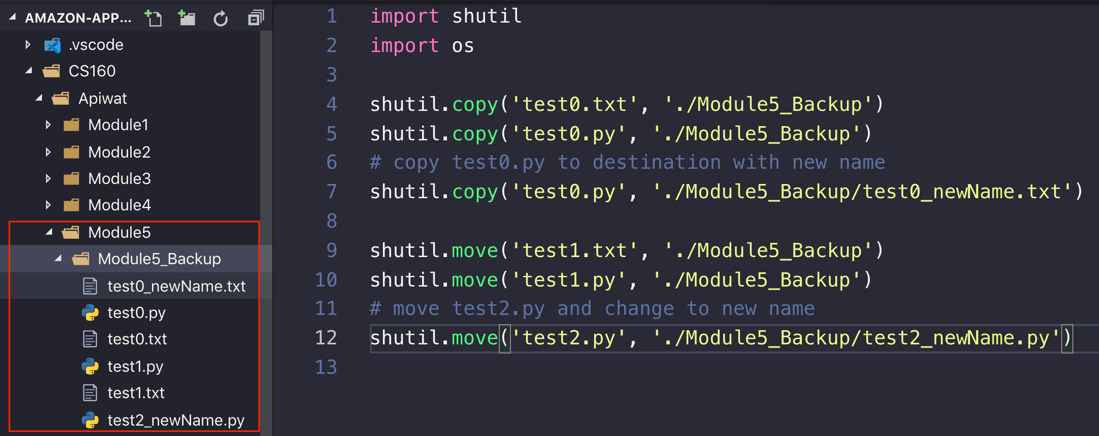 AMAZON-APP...
.vscode
CS160
Apiwat
Module1
Module2
Module3
Module4
Module5
Module5_Backup
test0_newName.txt
test0.py
test0.txt
test1.py
test1.txt
test2_newName.py
1 import shutil
2 import os
3
4 shutil.copy('test0.txt', './Module5_Backup')
5 shutil.copy('test0.py', './Module5_Backup')
6 # copy test0.py to destination with new name
7 shutil.copy('test0.py', './Module5_Backup/test0_newName.txt')
8
9 shutil.move('test1.txt', './Module5_Backup')
10 shutil.move('test1.py', './Module5_Backup')
11 # move test2.py and change to new name
12 shutil.move('test2.py', './Module5_Backup/test2_newName.py')
13